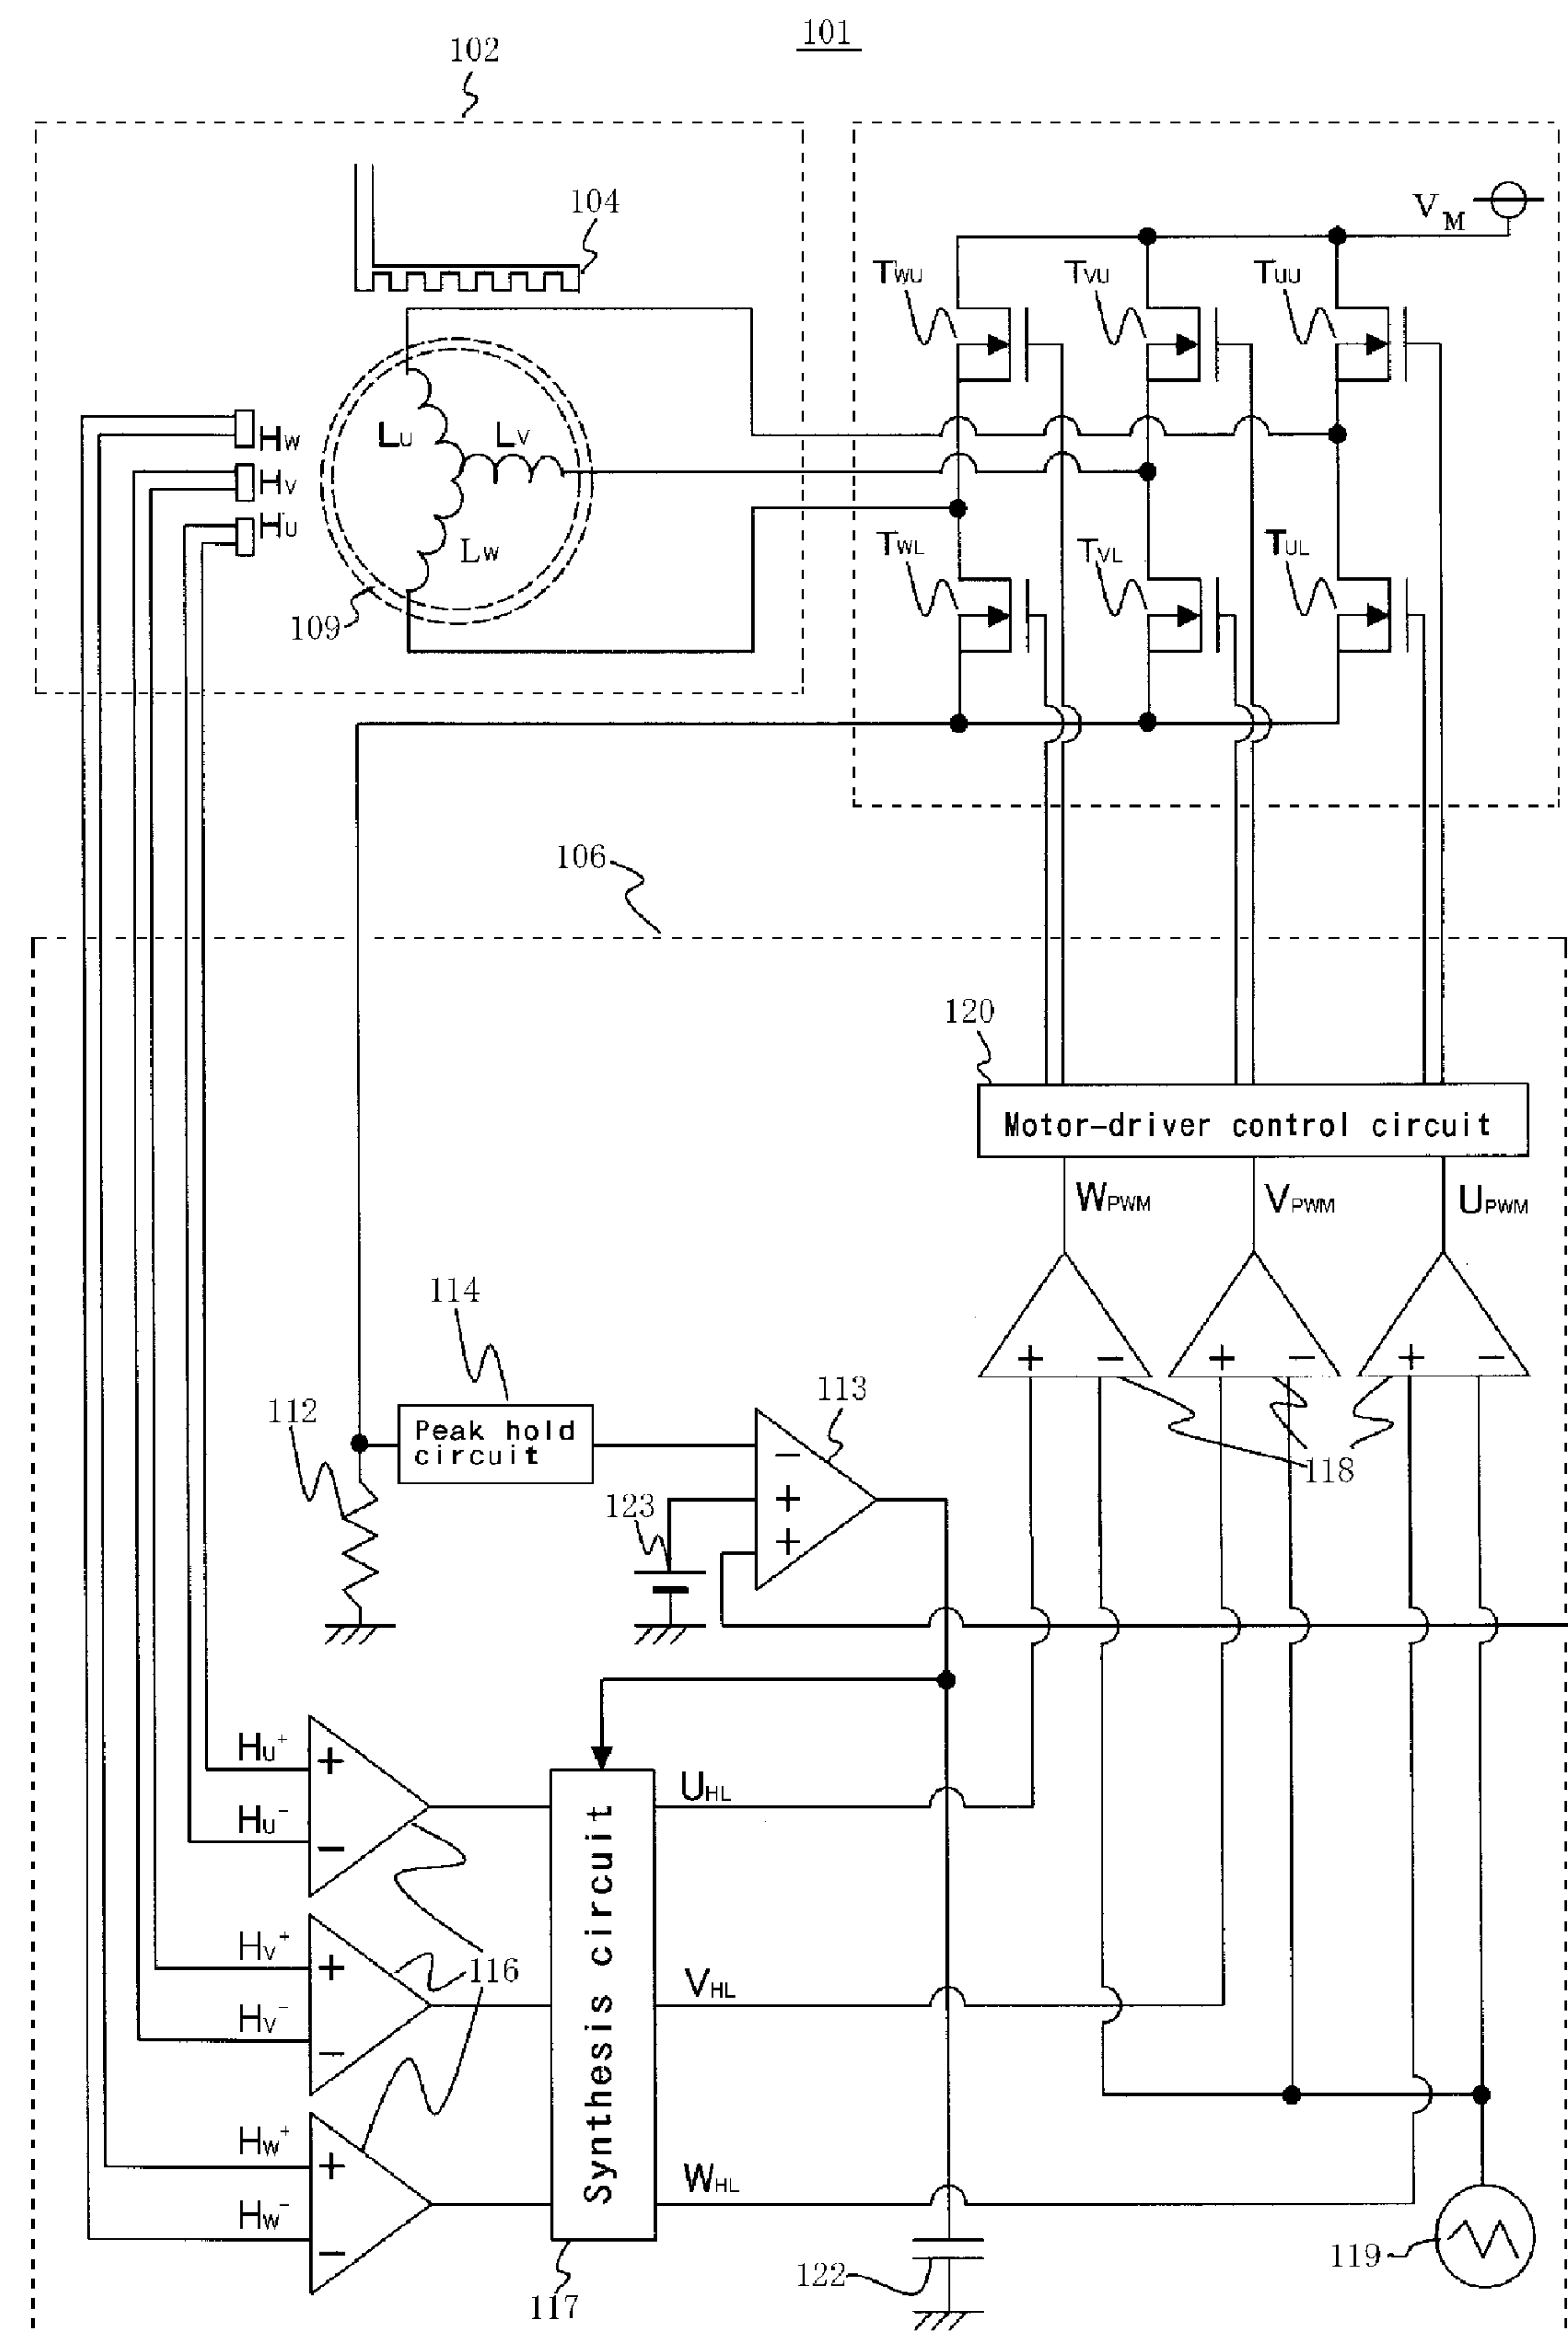 101
102
104
V M
TWU
TVU
TUU
HW
HV
HU
LU
LV
LW
109
TWL
TVL
TUL
106
120
Motor-driver control circuit
WPWM
VPWM
UPWM
+ −
+ −
+ −
118
114
Peak hold
circuit
112
113
−
+
+
123
HU+
+
HU−
−
HV+
+
HV−
−
HW+
+
HW−
−
116
Synthesis circuit
117
UHL
VHL
WHL
122
119